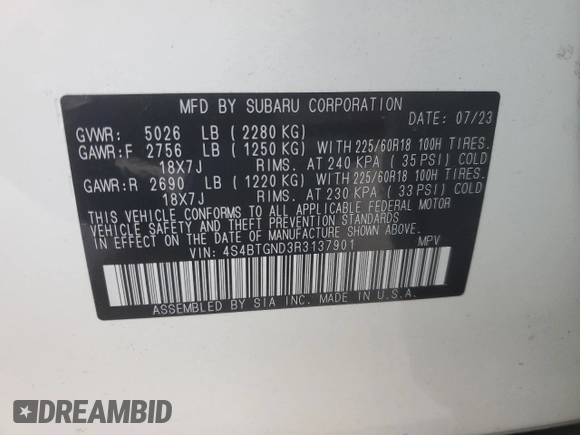 MFD BY SUBARU CORPORATION
DATE: 07/23
GVWR: 5026 LB (2280 KG)
GAWR:F 2756 LB (1250 KG) WITH 225/60R18 100H TIRES.
18X7J RIMS. AT 240 KPA (35 PSI) COLD
GAWR:R 2690 LB (1220 KG) WITH 225/60R18 100H TIRES.
18X7J RIMS. AT 230 KPA (33 PSI) COLD
THIS VEHICLE CONFORMS TO ALL APPLICABLE FEDERAL MOTOR
VEHICLE SAFETY AND THEFT PREVENTION STANDARDS
IN EFFECT ON THE DATE OF MANUFACTURE SHOWN ABOVE.
VIN: 4S4BTGND3R3137901 MPV
ASSEMBLED BY SIA INC. MADE IN U.S.A.
DREAMBID